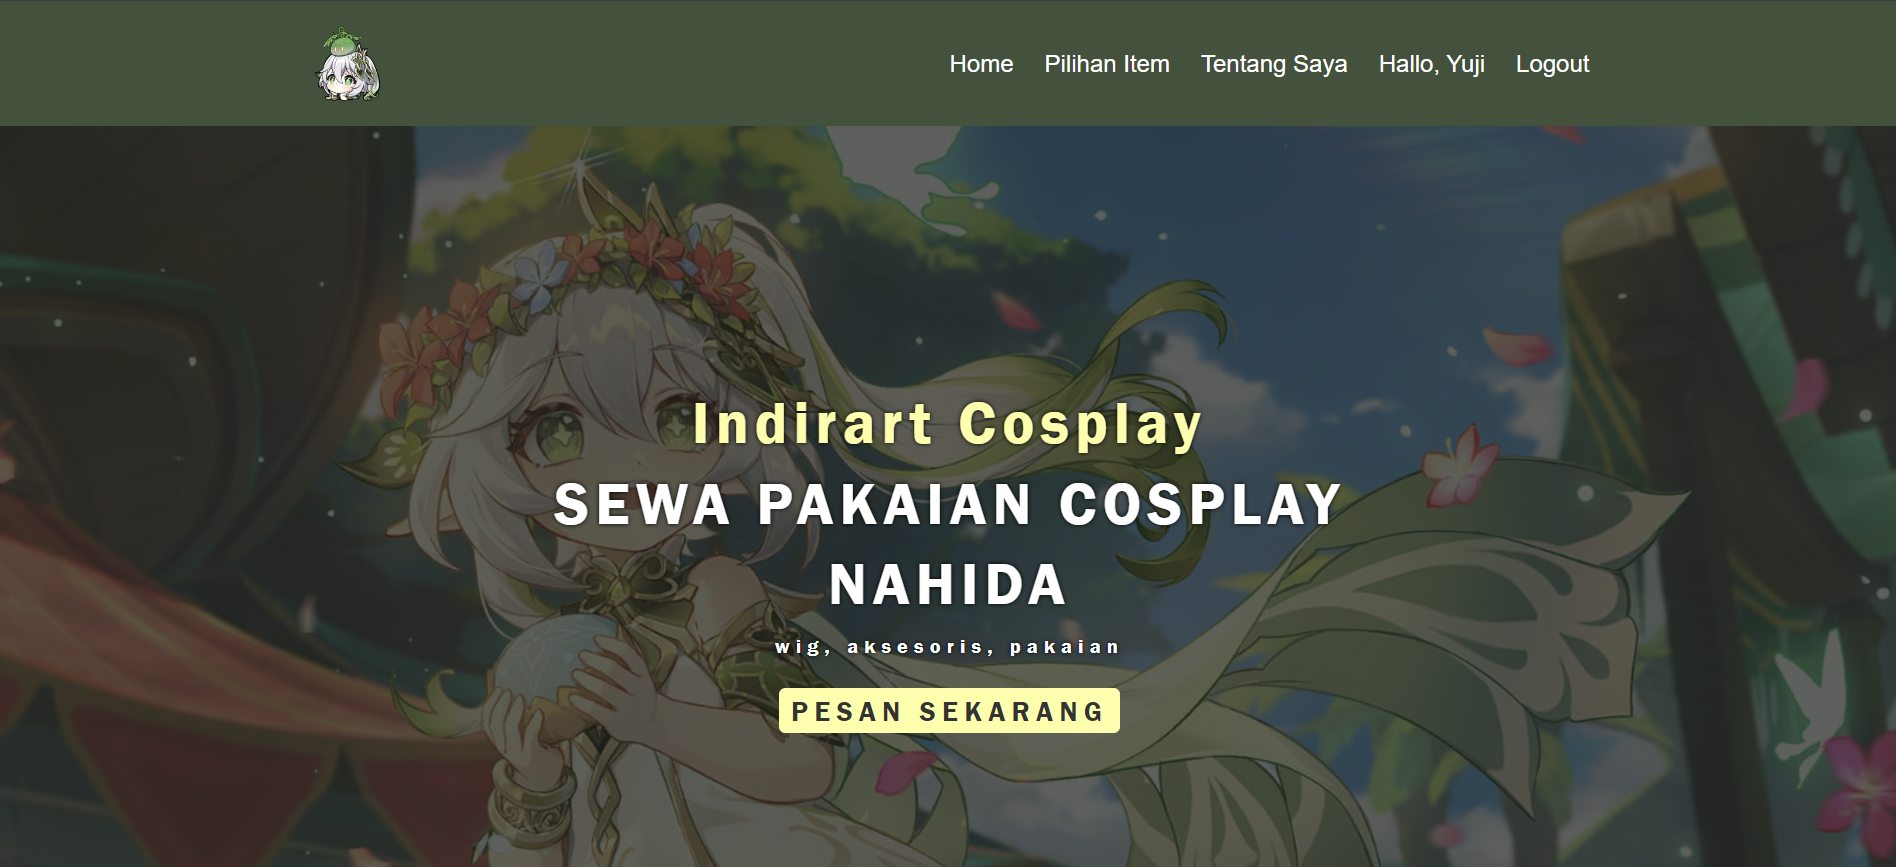 Home Pilihan Item Tentang Saya Hallo, Yuji Logout
Indirart Cosplay
SEWA PAKAIAN COSPLAY
NAHIDA
wig, aksesoris, pakaian
PESAN SEKARANG